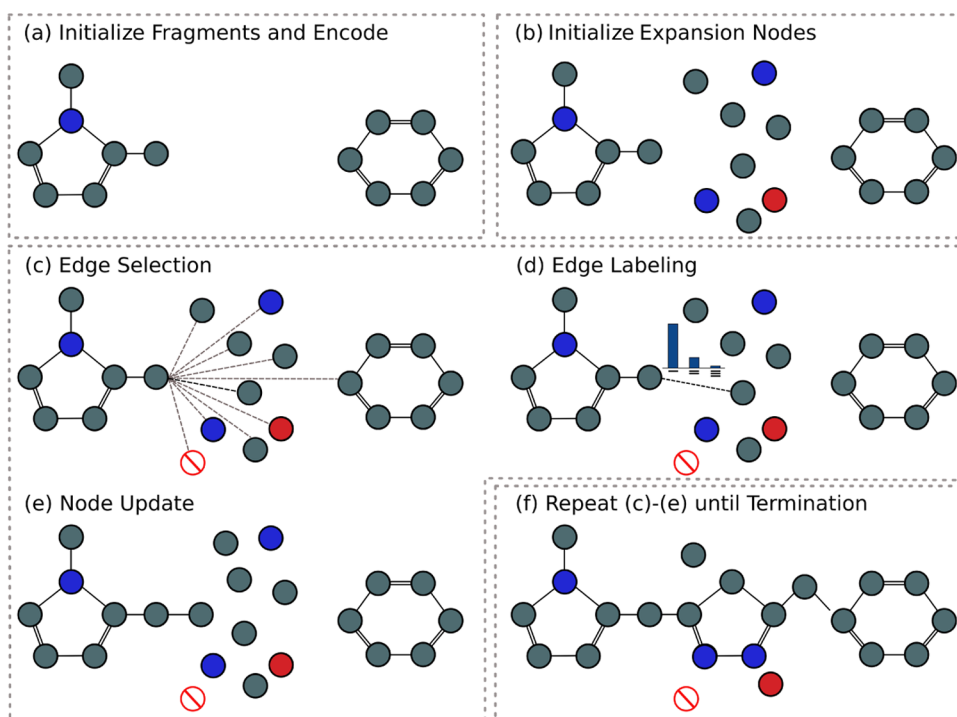 (a) Initialize Fragments and Encode
(b) Initialize Expansion Nodes
(c) Edge Selection
(d) Edge Labeling
(e) Node Update
(f) Repeat (c)-(e) until Termination